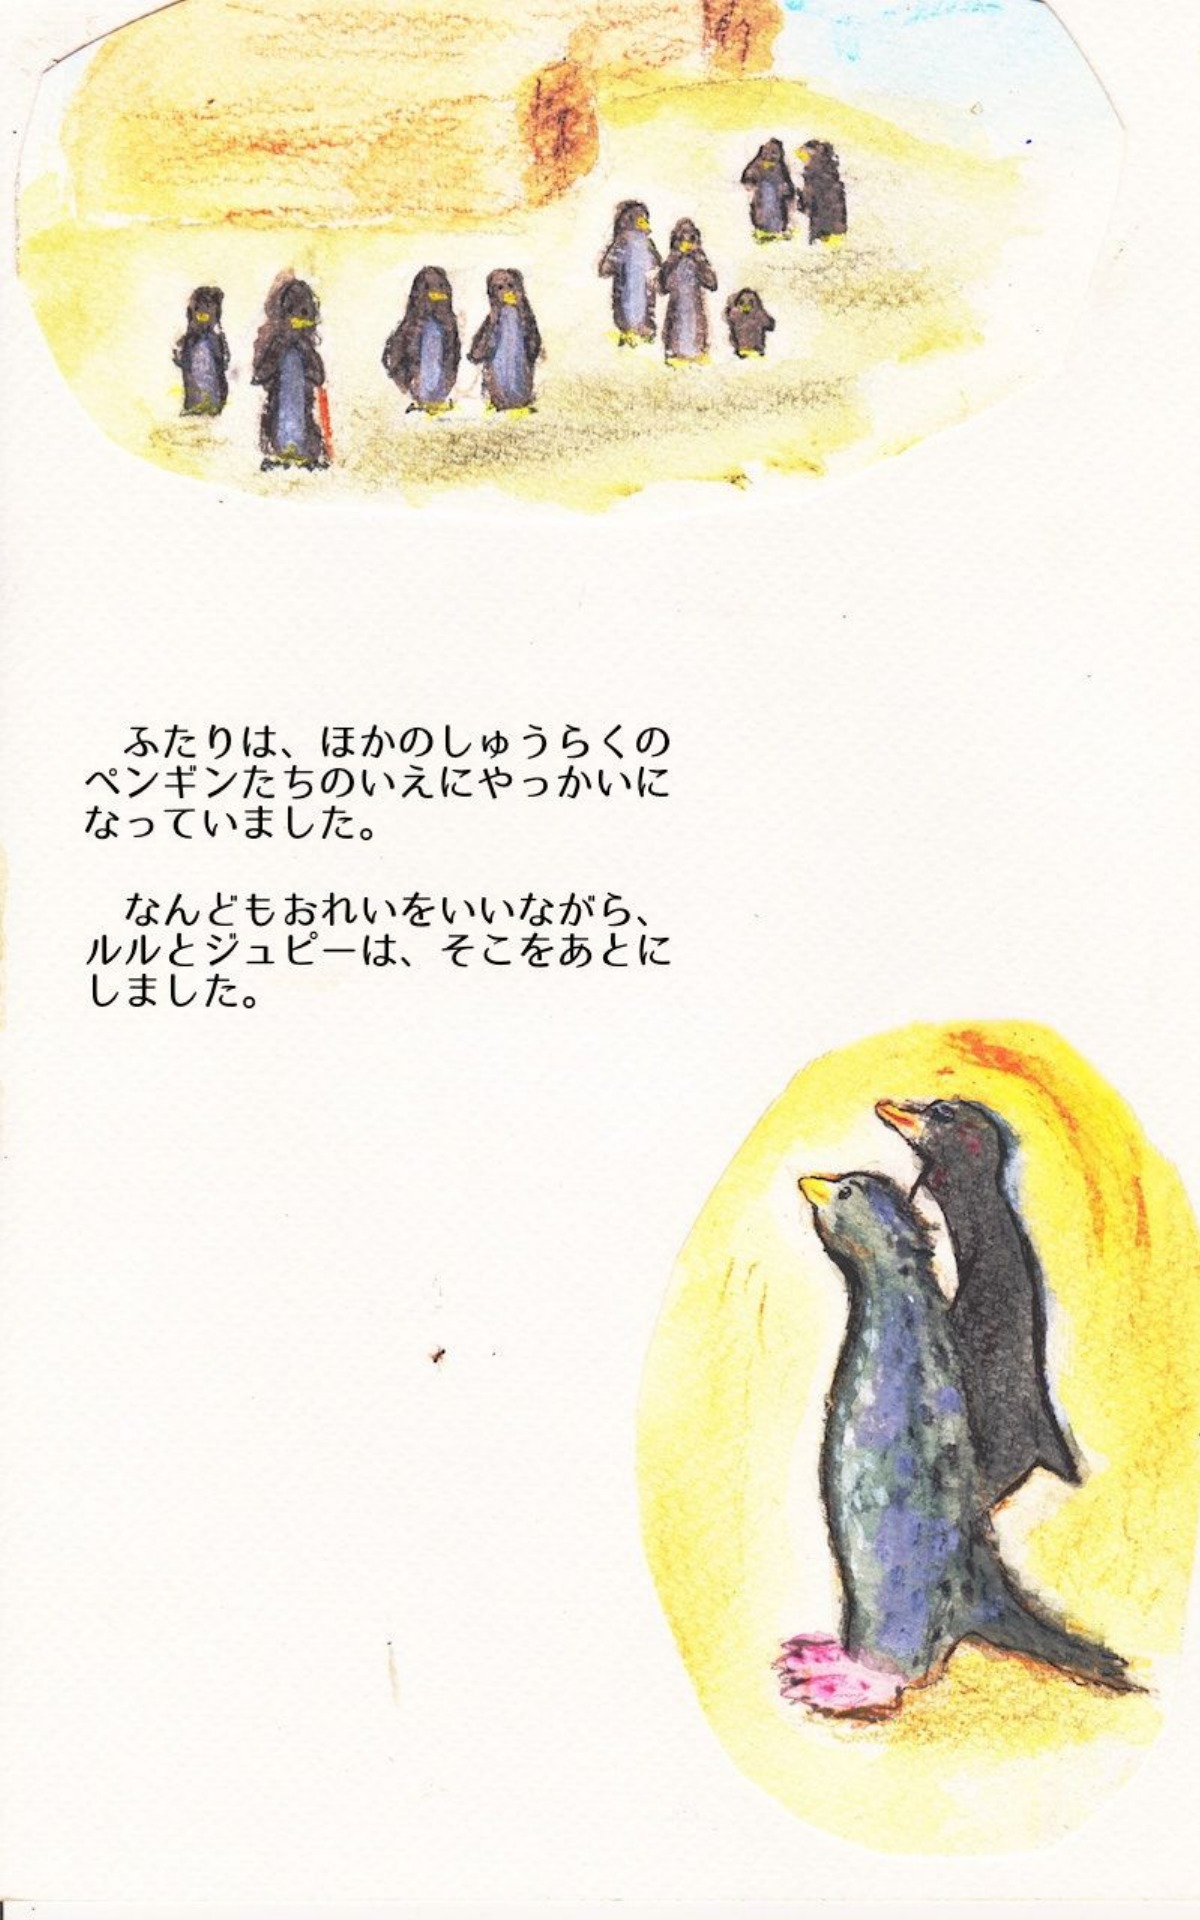 ふたりは、ほかのしゅうらくの
ペンギンたちのいえにやっかいに
なっていました。
なんどもおれいをいいながら、
ルルとジュピーは、そこをあとに
しました。